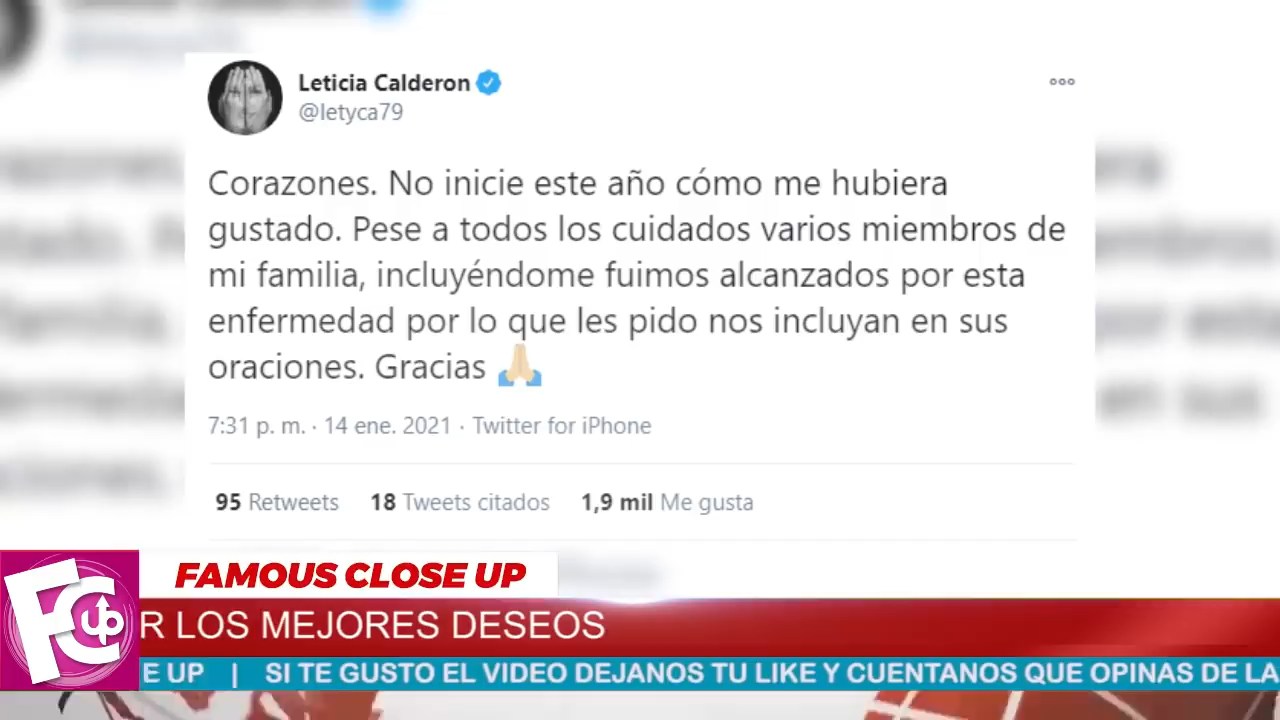 Leticia Calderon
@letyca79
Corazones. No inicie este año cómo me hubiera
gustado. Pese a todos los cuidados varios miembros de
mi familia, incluyéndome fuimos alcanzados por esta
enfermedad por lo que les pido nos incluyan en sus
oraciones. Gracias 🙏🏼
7:31 p. m. · 14 ene. 2021 · Twitter for iPhone
95 Retweets 18 Tweets citados 1,9 mil Me gusta
FAMOUS CLOSE UP
FC up
R LOS MEJORES DESEOS
E UP | SI TE GUSTO EL VIDEO DEJANOS TU LIKE Y CUENTANOS QUE OPINAS DE LA